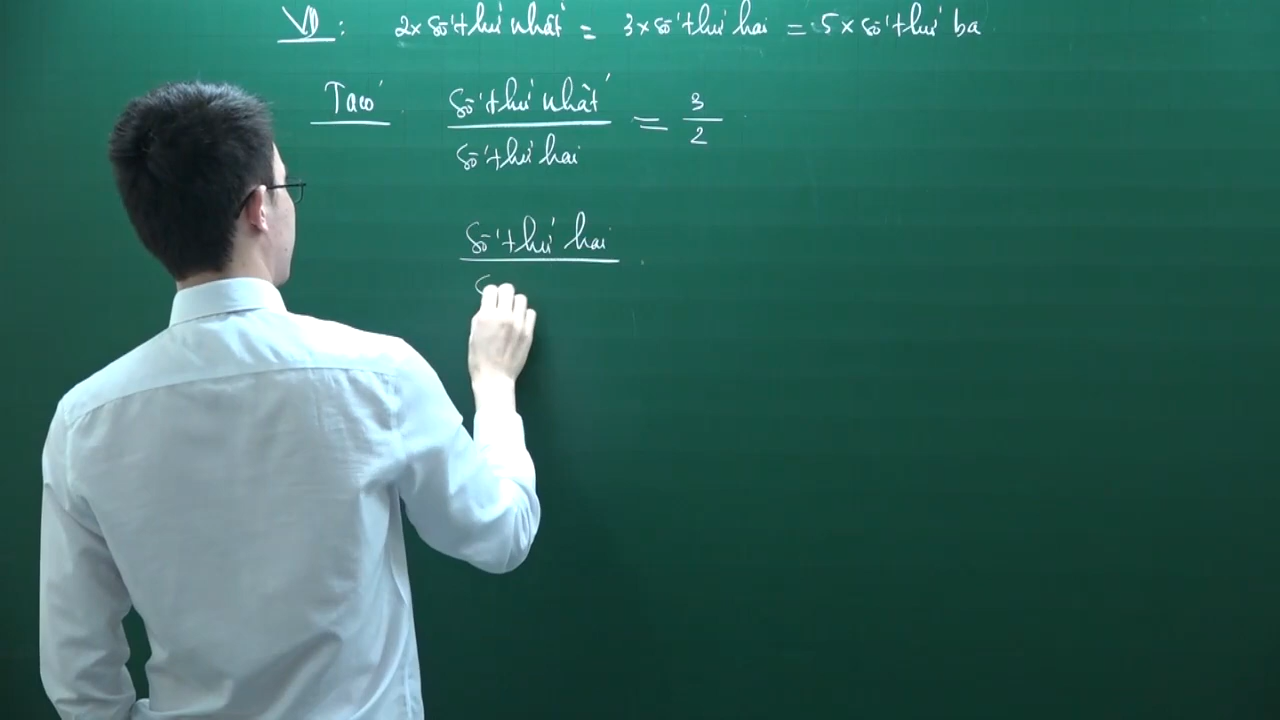 VD: 2 x số thứ nhất = 3 x số thứ hai = 5 x số thứ ba
Ta có số thứ nhất / số thứ hai = 3/2
số thứ hai